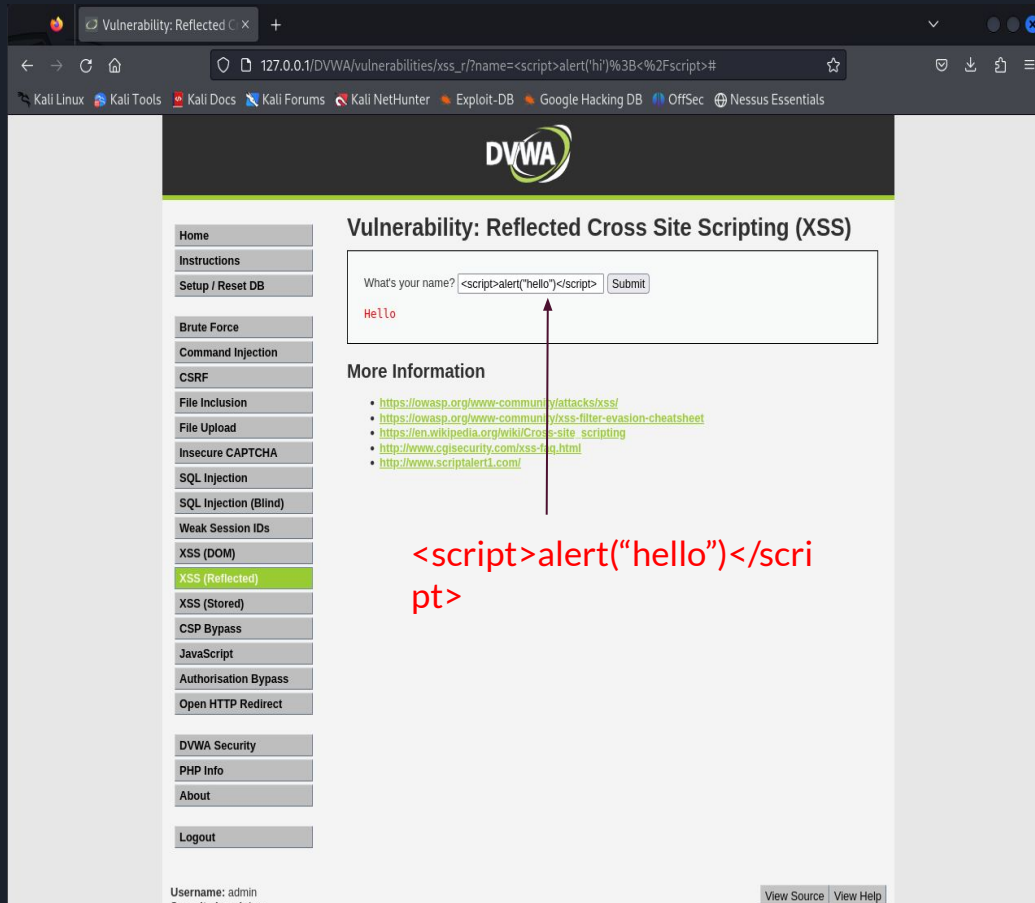 Vulnerability: Reflected C
127.0.0.1/DVWA/vulnerabilities/xss_r/?name=<script>alert('hi')%3B<%2Fscript>#
Kali Linux Kali Tools Kali Docs Kali Forums Kali NetHunter Exploit-DB Google Hacking DB OffSec Nessus Essentials
DVWA
Vulnerability: Reflected Cross Site Scripting (XSS)
Home
Instructions
Setup / Reset DB
Brute Force
Command Injection
CSRF
File Inclusion
File Upload
Insecure CAPTCHA
SQL Injection
SQL Injection (Blind)
Weak Session IDs
XSS (DOM)
XSS (Reflected)
XSS (Stored)
CSP Bypass
JavaScript
Authorisation Bypass
Open HTTP Redirect
DVWA Security
PHP Info
About
Logout
What's your name? <script>alert("hello")</script> Submit
Hello
More Information
• https://owasp.org/www-community/attacks/xss/
• https://owasp.org/www-community/xss-filter-evasion-cheatsheet
• https://en.wikipedia.org/wiki/Cross-site_scripting
• http://www.cgisecurity.com/xss-faq.html
• http://www.scriptalert1.com/
<script>alert(“hello”)</scri
pt>
Username: admin
View Source View Help